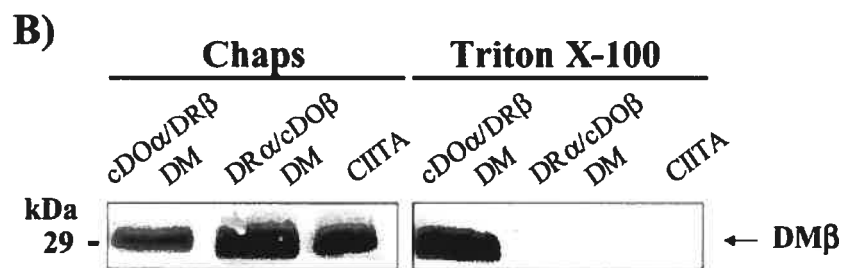 B)
Chaps Triton X-100
cDOα/DRβ DM DRα/cDOβ DM CIITA cDOα/DRβ DM DRα/cDOβ DM CIITA
kDa
29 - ← DMβ